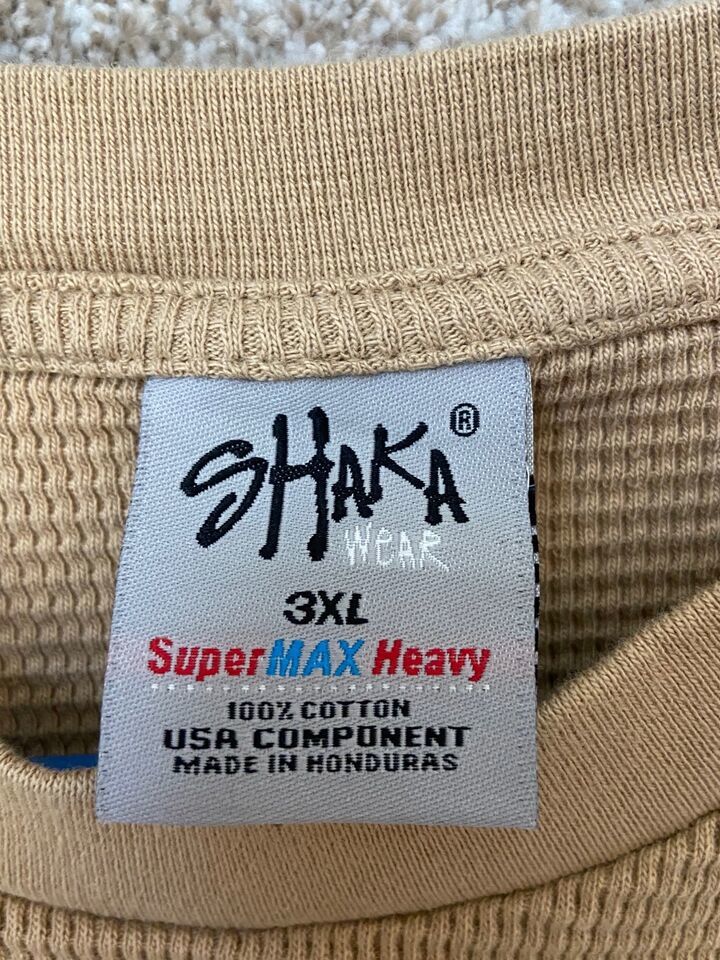 SHAKA ®
WEAR
3XL
SuperMAX Heavy
100% COTTON
USA COMPONENT
MADE IN HONDURAS